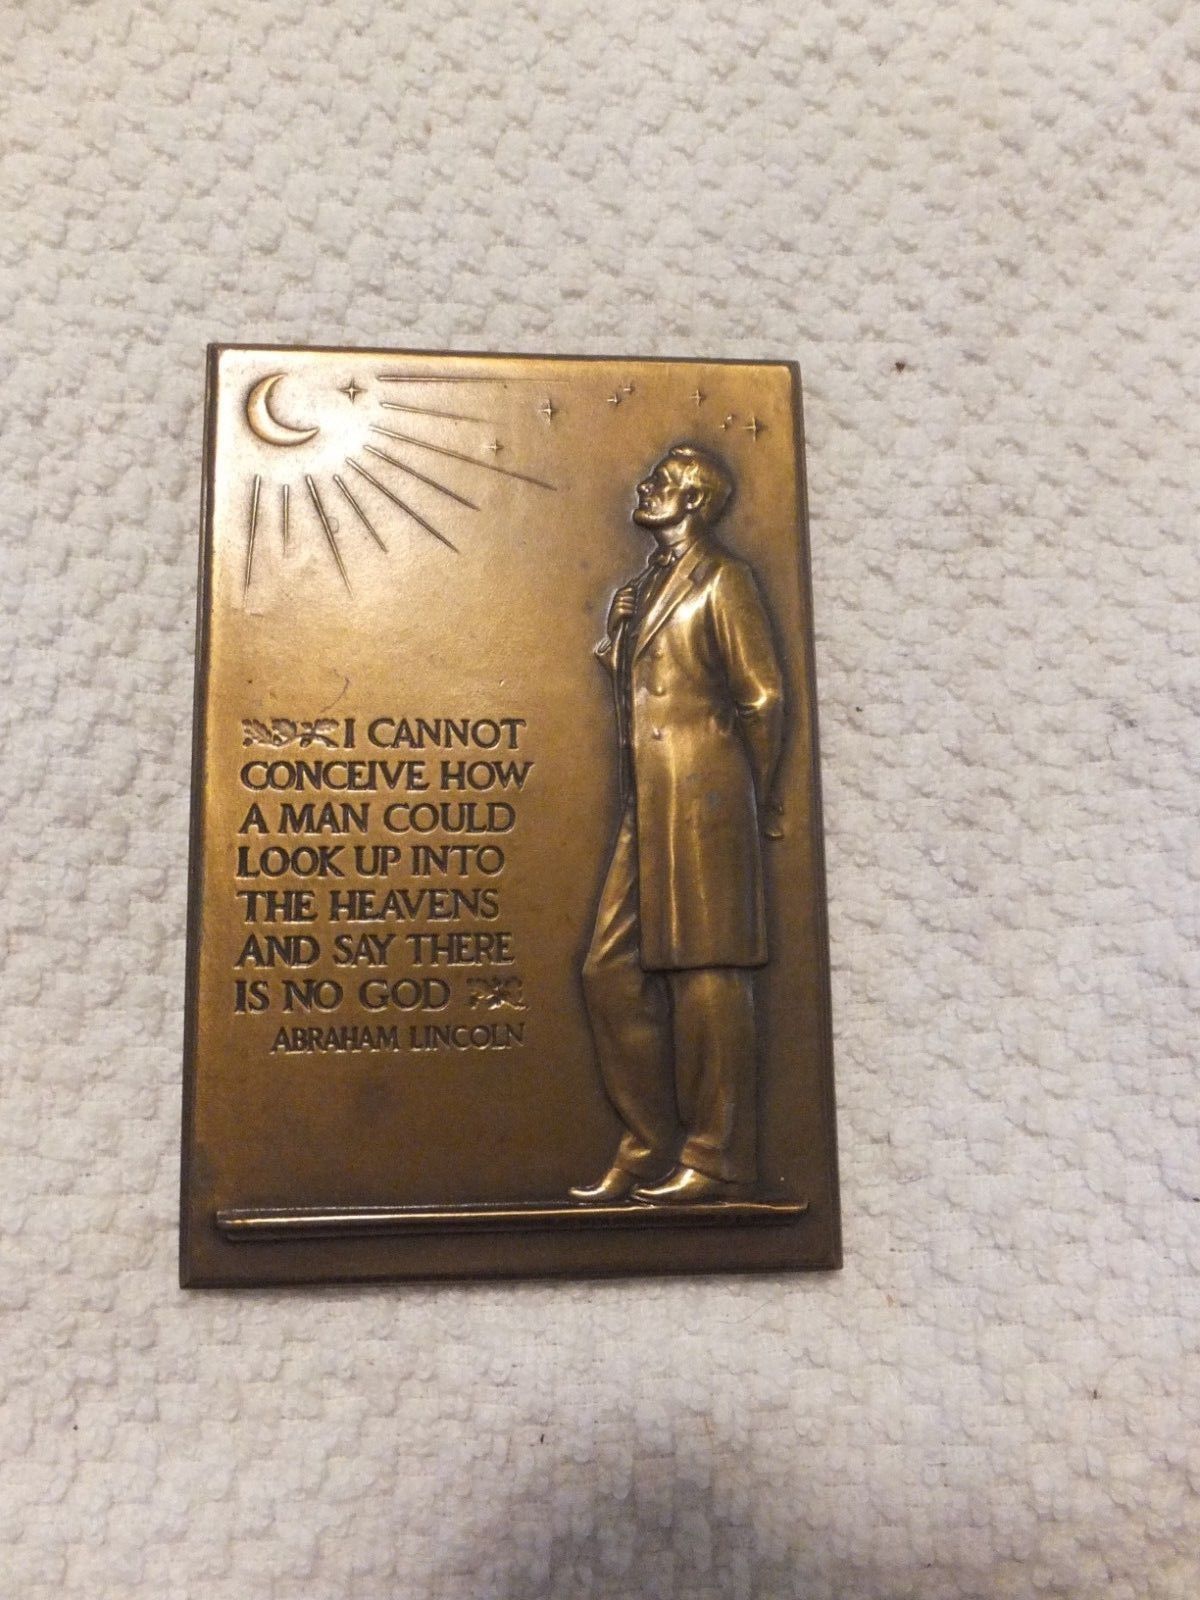 I CANNOT
CONCEIVE HOW
A MAN COULD
LOOK UP INTO
THE HEAVENS
AND SAY THERE
IS NO GOD
ABRAHAM LINCOLN